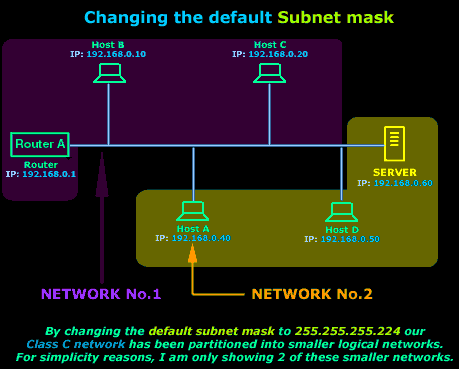 Changing the default Subnet mask
Host B
IP: 192.168.0.10
Host C
IP: 192.168.0.20
Router A
Router
IP: 192.168.0.1
SERVER
IP: 192.168.0.60
Host A
IP: 192.168.0.40
Host D
IP: 192.168.0.50
NETWORK No.1
NETWORK No.2
By changing the default subnet mask to 255.255.255.224 our
Class C network has been partitioned into smaller logical networks.
For simplicity reasons, I am only showing 2 of these smaller networks.